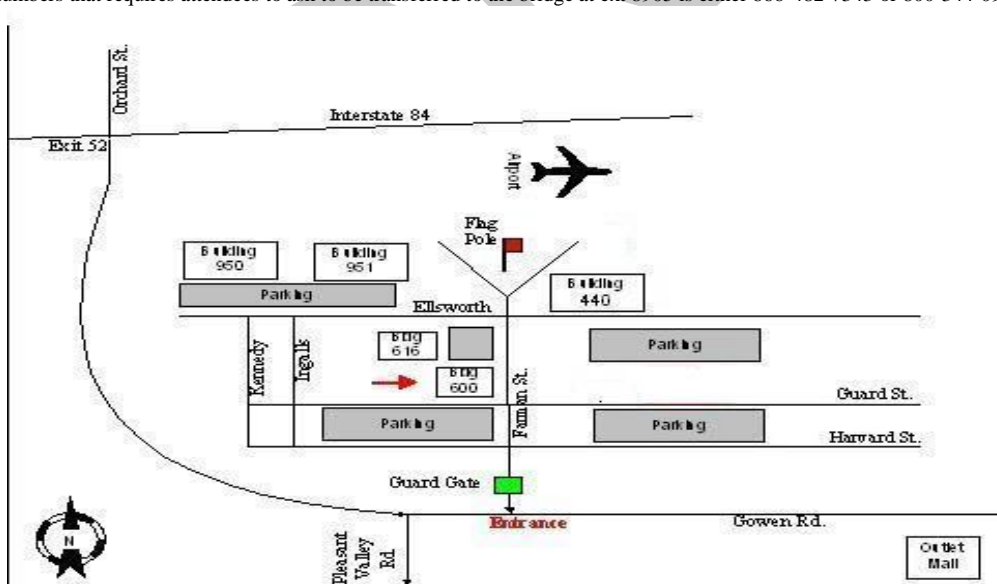 Orchard St.
Interstate 84
Exit 52
Airport
Flag
Pole
Building
950
Building
951
Building
440
Parking
Ellsworth
Kennedy
Ingalls
Bldg
616
Bldg
600
Parking
Farman St.
Guard St.
Parking
Parking
Harvard St.
Guard Gate
Entrance
Gowen Rd.
N
Pleasant
Valley
Rd.
Outlet
Mall